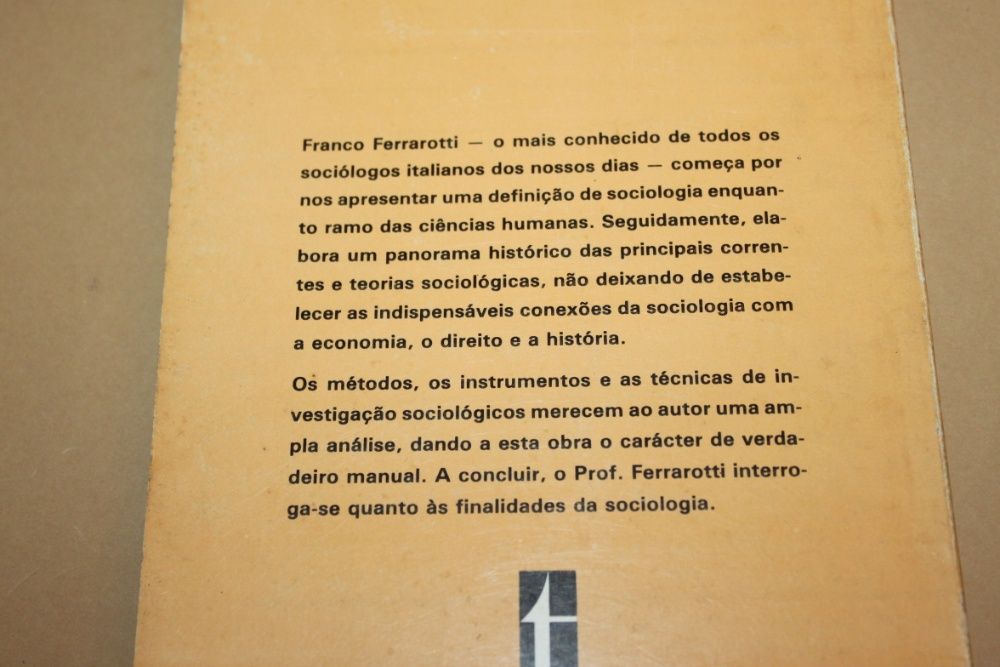 Franco Ferrarotti — o mais conhecido de todos os
sociólogos italianos dos nossos dias — começa por
nos apresentar uma definição de sociologia enquan-
to ramo das ciências humanas. Seguidamente, ela-
bora um panorama histórico das principais corren-
tes e teorias sociológicas, não deixando de estabe-
lecer as indispensáveis conexões da sociologia com
a economia, o direito e a história.
Os métodos, os instrumentos e as técnicas de in-
vestigação sociológicos merecem ao autor uma am-
pla análise, dando a esta obra o carácter de verda-
deiro manual. A concluir, o Prof. Ferrarotti interro-
ga-se quanto às finalidades da sociologia.
t